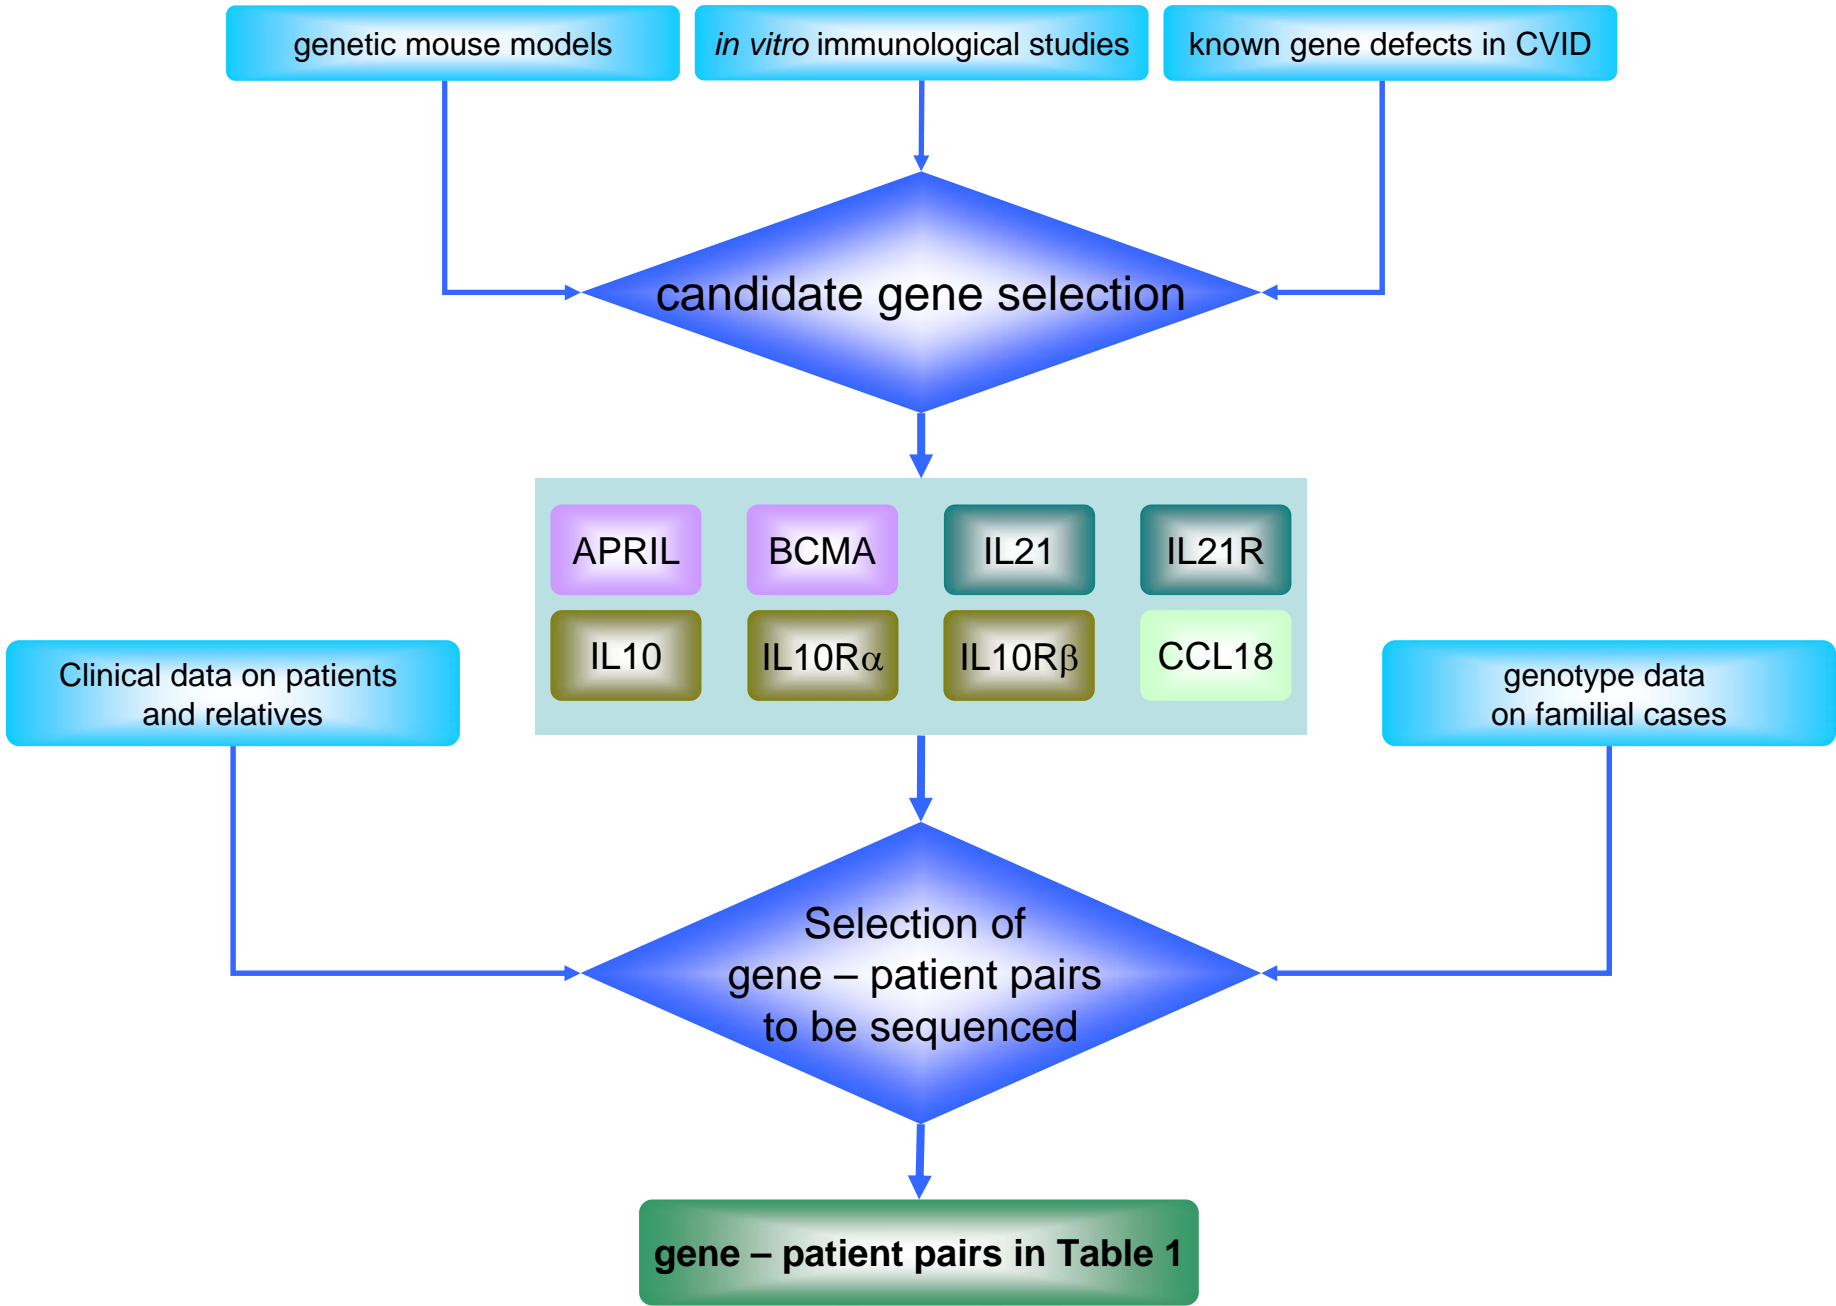 genetic mouse models
in vitro immunological studies
known gene defects in CVID
candidate gene selection
APRIL
BCMA
IL21
IL21R
IL10
IL10Rα
IL10Rβ
CCL18
Clinical data on patients
and relatives
genotype data
on familial cases
Selection of
gene – patient pairs
to be sequenced
gene – patient pairs in Table 1